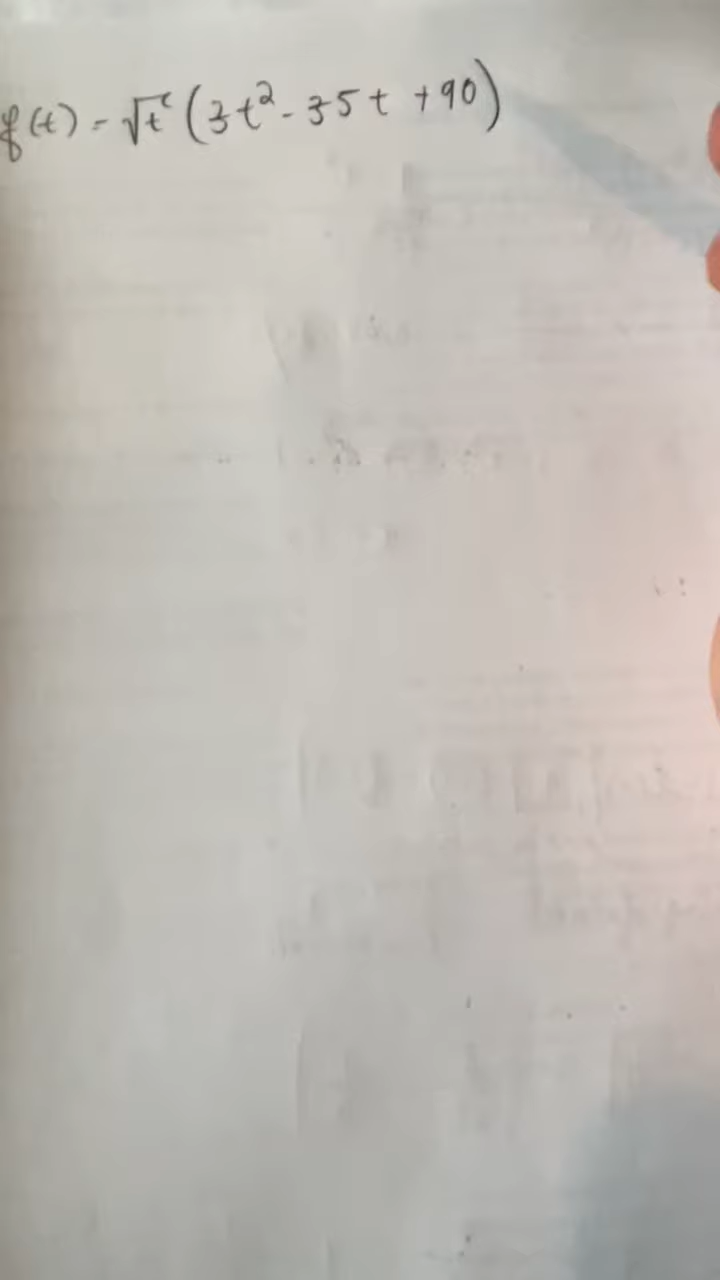 f(t) = √t (3t² - 35t + 90)